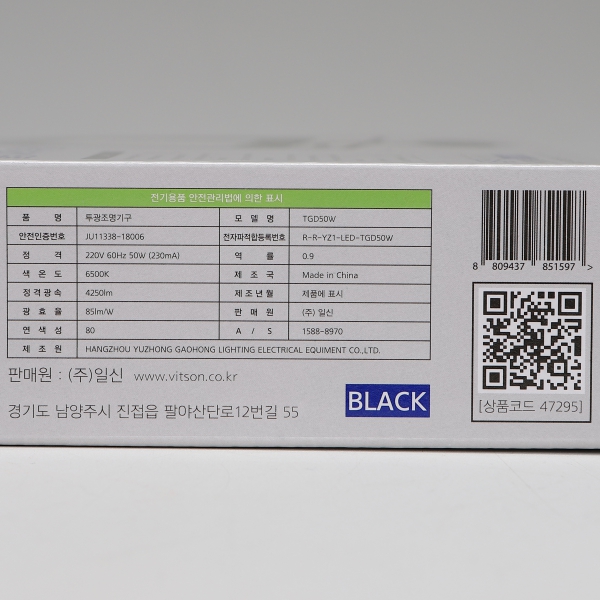 전기용품 안전관리법에 의한 표시
품 명 투광조명기구 모 델 명 TGD50W
안전인증번호 JU11338-18006 전자파적합등록번호 R-R-YZ1-LED-TGD50W
정 격 220V 60Hz 50W (230mA) 역 률 0.9
색 온 도 6500K 제 조 국 Made in China
정격광속 4250lm 제조년월 제품에 표시
광 효 율 85lm/W 판 매 원 (주) 일신
연 색 성 80 A / S 1588-8970
제 조 원 HANGZHOU YUZHONG GAOHONG LIGHTING ELECTRICAL EQUIPMENT CO.,LTD.
판매원 : (주)일신 www.vitson.co.kr
경기도 남양주시 진접읍 팔야산단로12번길 55
BLACK
8 809437 851597 >
[상품코드 47295]